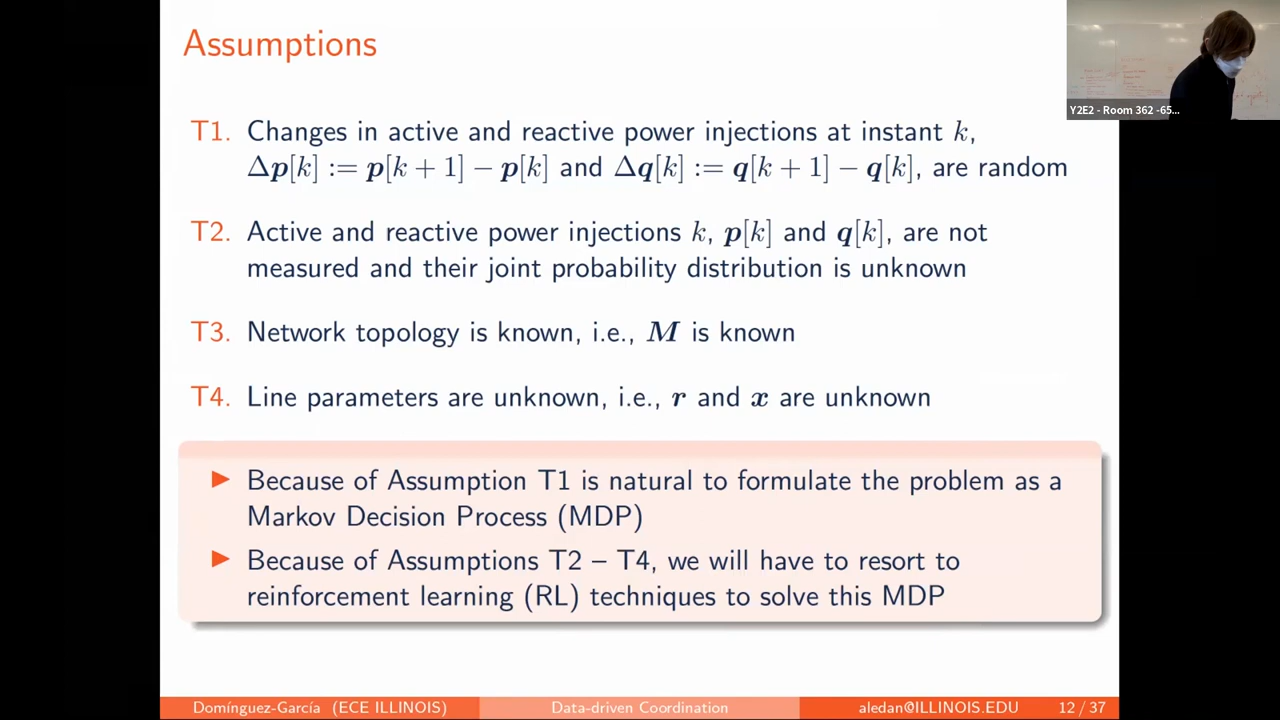 Assumptions
Y2E2 - Room 362 -65...
T1. Changes in active and reactive power injections at instant k,
Δp[k] := p[k + 1] − p[k] and Δq[k] := q[k + 1] − q[k], are random
T2. Active and reactive power injections k, p[k] and q[k], are not
measured and their joint probability distribution is unknown
T3. Network topology is known, i.e., M is known
T4. Line parameters are unknown, i.e., r and x are unknown
▶ Because of Assumption T1 is natural to formulate the problem as a
Markov Decision Process (MDP)
▶ Because of Assumptions T2 – T4, we will have to resort to
reinforcement learning (RL) techniques to solve this MDP
Domínguez-García (ECE ILLINOIS) Data-driven Coordination aledan@ILLINOIS.EDU 12 / 37